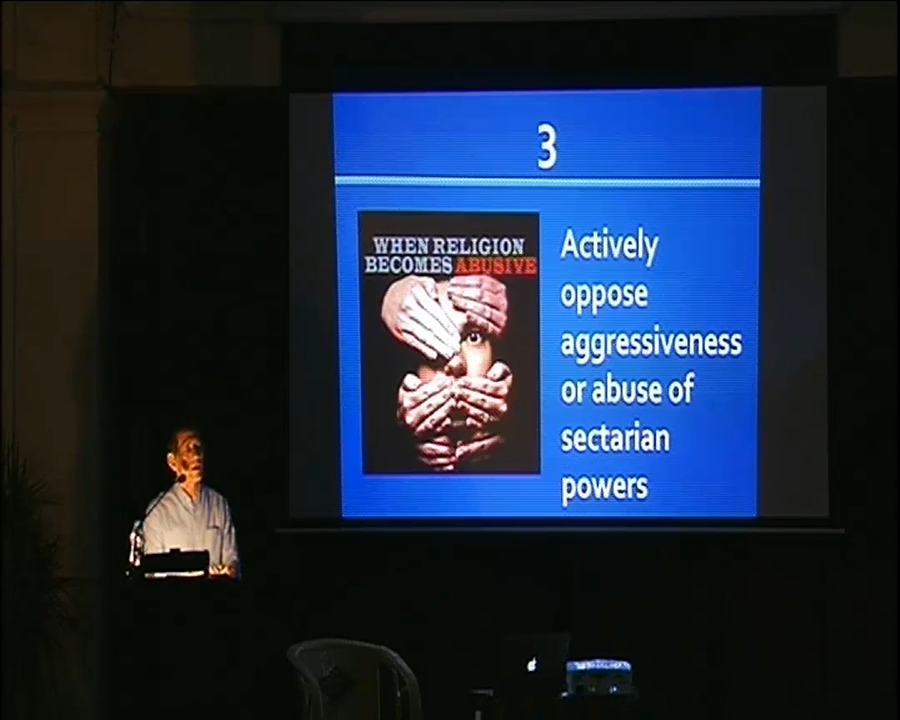 3
WHEN RELIGION
BECOMES ABUSIVE
Actively
oppose
aggressiveness
or abuse of
sectarian
powers